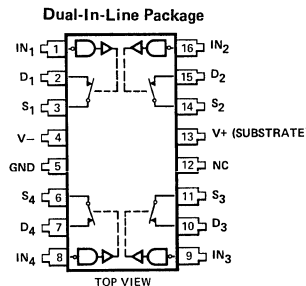 Dual-In-Line Package
IN1 1 16 IN2
D1 2 15 D2
S1 3 14 S2
V− 4 13 V+ (SUBSTRATE
GND 5 12 NC
S4 6 11 S3
D4 7 10 D3
IN4 8 9 IN3
TOP VIEW